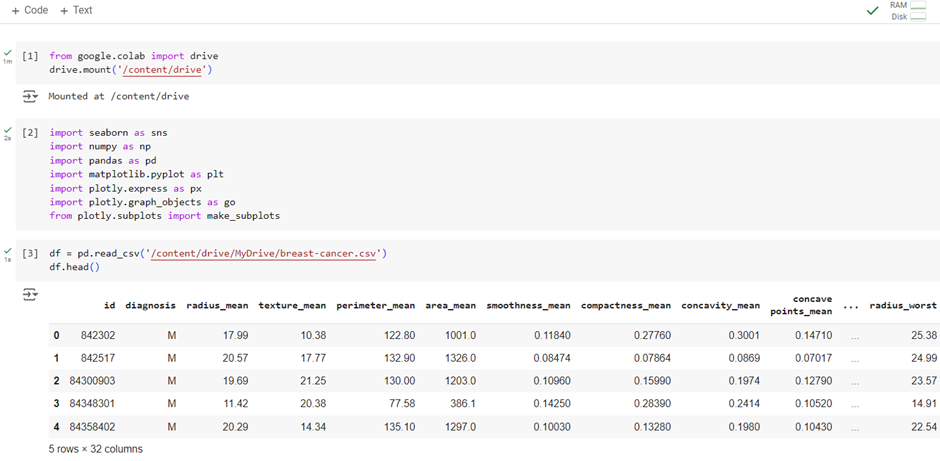 + Code + Text
RAM
Disk
1m
[1] from google.colab import drive
drive.mount('/content/drive')
Mounted at /content/drive
2s
[2] import seaborn as sns
import numpy as np
import pandas as pd
import matplotlib.pyplot as plt
import plotly.express as px
import plotly.graph_objects as go
from plotly.subplots import make_subplots
1s
[3] df = pd.read_csv('/content/drive/MyDrive/breast-cancer.csv')
df.head()
id diagnosis radius_mean texture_mean perimeter_mean area_mean smoothness_mean compactness_mean concavity_mean concave points_mean ... radius_worst
0 842302 M 17.99 10.38 122.80 1001.0 0.11840 0.27760 0.3001 0.14710 ... 25.38
1 842517 M 20.57 17.77 132.90 1326.0 0.08474 0.07864 0.0869 0.07017 ... 24.99
2 84300903 M 19.69 21.25 130.00 1203.0 0.10960 0.15990 0.1974 0.12790 ... 23.57
3 84348301 M 11.42 20.38 77.58 386.1 0.14250 0.28390 0.2414 0.10520 ... 14.91
4 84358402 M 20.29 14.34 135.10 1297.0 0.10030 0.13280 0.1980 0.10430 ... 22.54
5 rows × 32 columns